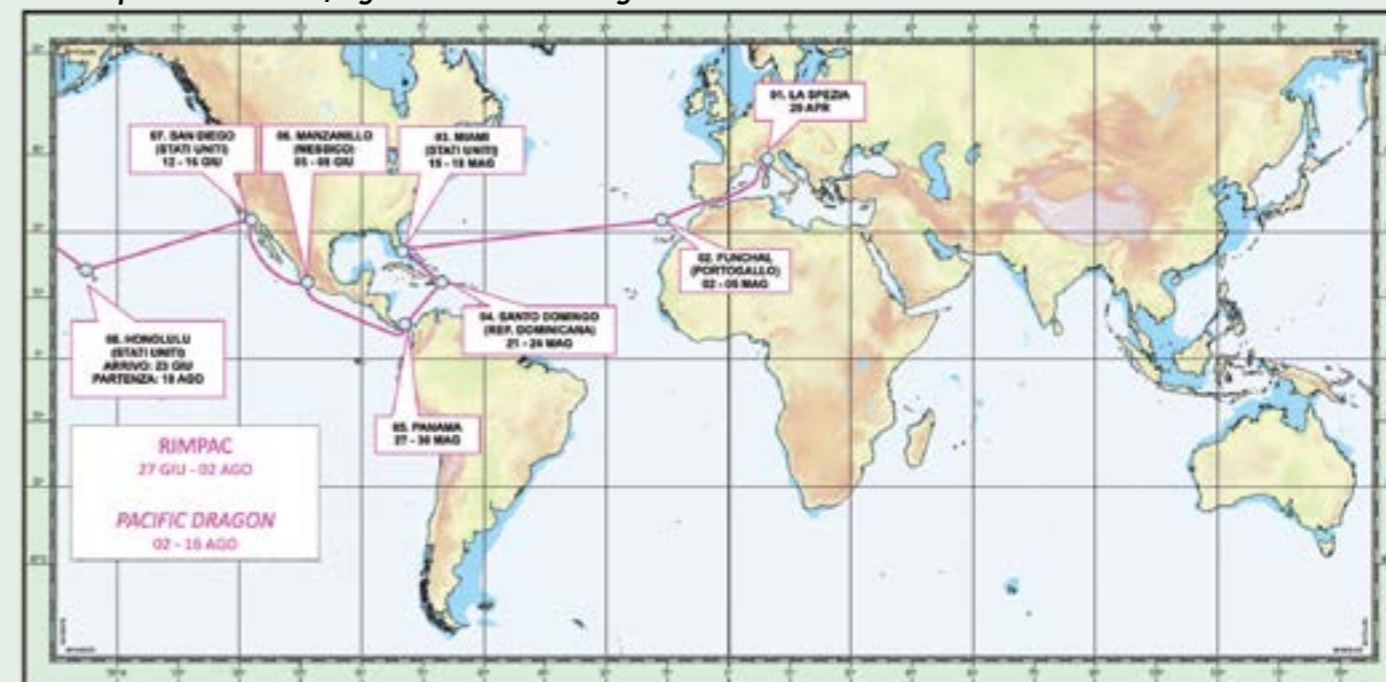 01. LA SPEZIA
29 APR
07. SAN DIEGO
(STATI UNITI)
12 - 16 GIU
06. MANZANILLO
(MESSICO)
05 - 08 GIU
03. MIAMI
(STATI UNITI)
15 - 18 MAG
02. FUNCHAL
(PORTOGALLO)
02 - 05 MAG
04. SANTO DOMINGO
(REP. DOMINICANA)
21 - 24 MAG
08. HONOLULU
(STATI UNITI)
ARRIVO: 23 GIU
PARTENZA: 18 AGO
05. PANAMA
27 - 30 MAG
RIMPAC
27 GIU - 02 AGO
PACIFIC DRAGON
02 - 16 AGO